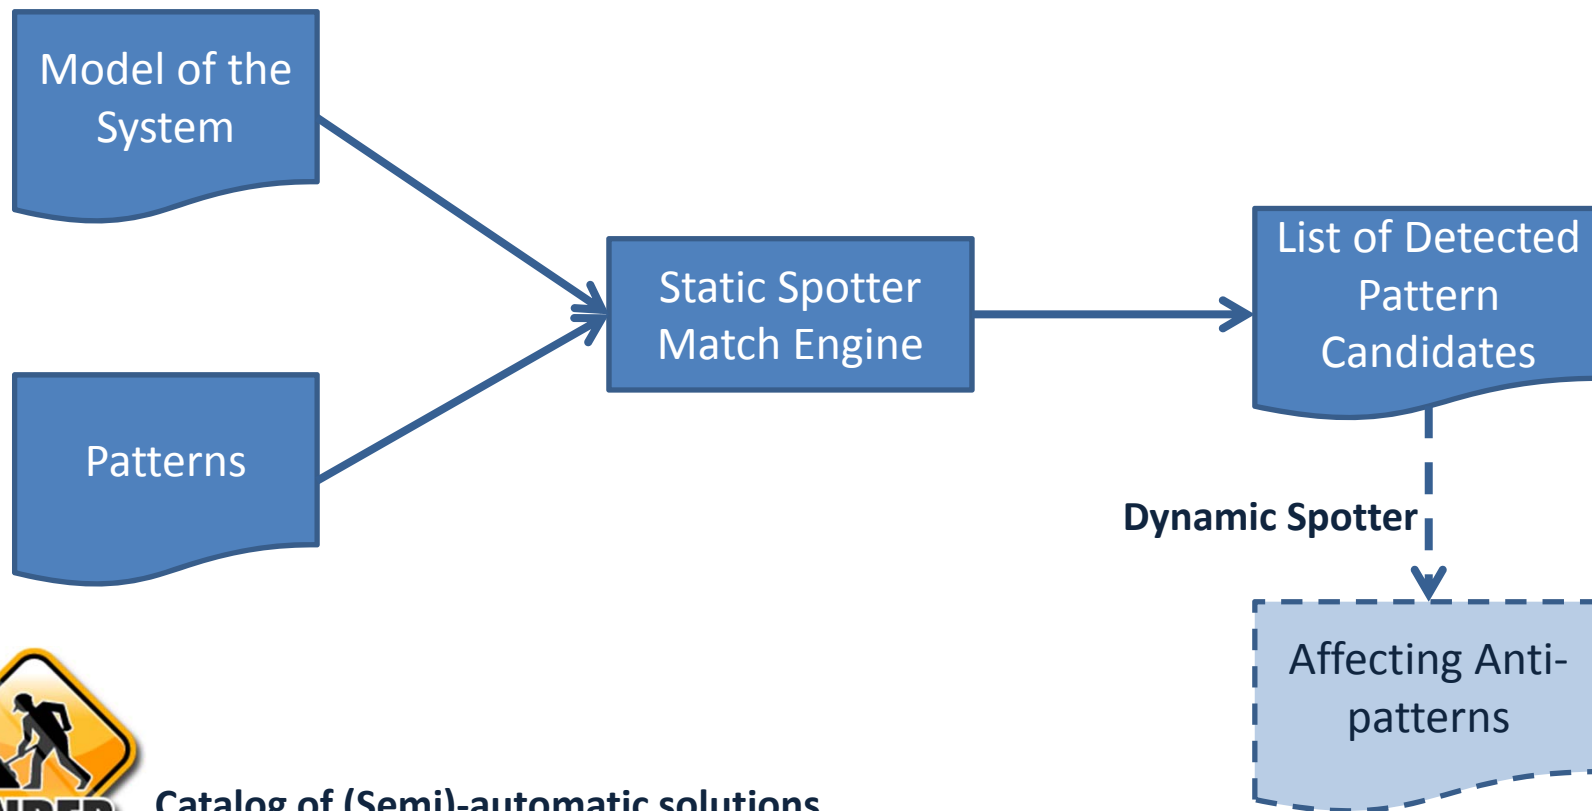 Model of the
System
Static Spotter
Match Engine
List of Detected
Pattern
Candidates
Patterns
Dynamic Spotter
Affecting Anti-
patterns
Catalog of (Semi)-automatic solutions